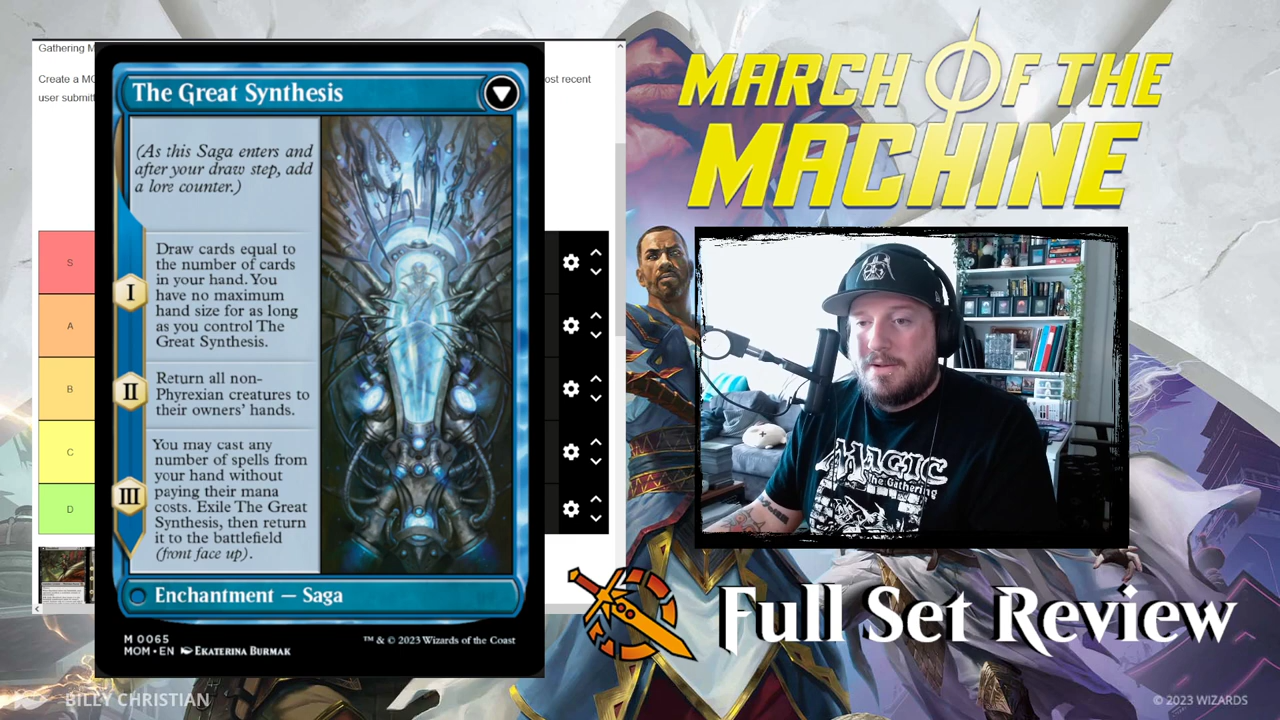 Gathering M
Create a MO
ost recent
user submitt
The Great Synthesis
(As this Saga enters and
after your draw step, add
a lore counter.)
I
Draw cards equal to
the number of cards
in your hand. You
have no maximum
hand size for as long
as you control The
Great Synthesis.
II
Return all non-
Phyrexian creatures to
their owners' hands.
III
You may cast any
number of spells from
your hand without
paying their mana
costs. Exile The Great
Synthesis, then return
it to the battlefield
(front face up).
Enchantment — Saga
M 0065
MOM • EN EKATERINA BURMAK
™ & © 2023 Wizards of the Coast
S
A
B
C
D
MARCH OF THE
MACHINE
MAGIC
The Gathering
Full Set Review
BILLY CHRISTIAN
© 2023 WIZARDS